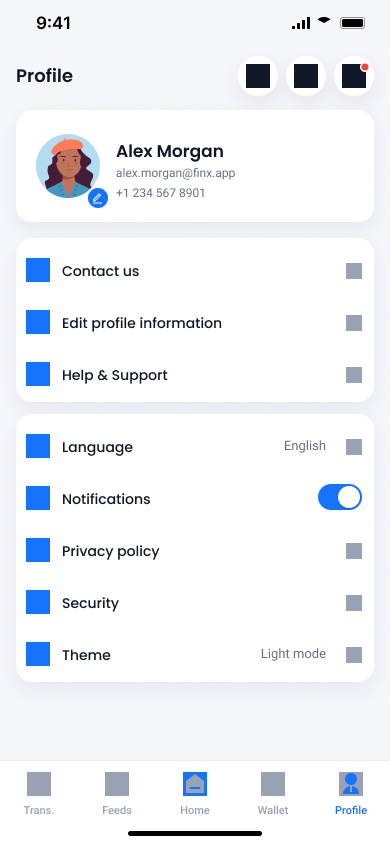 9:41
Profile
Alex Morgan
alex.morgan@finx.app
+1 234 567 8901
Contact us
Edit profile information
Help & Support
Language English
Notifications
Privacy policy
Security
Theme Light mode
Trans. Feeds Home Wallet Profile